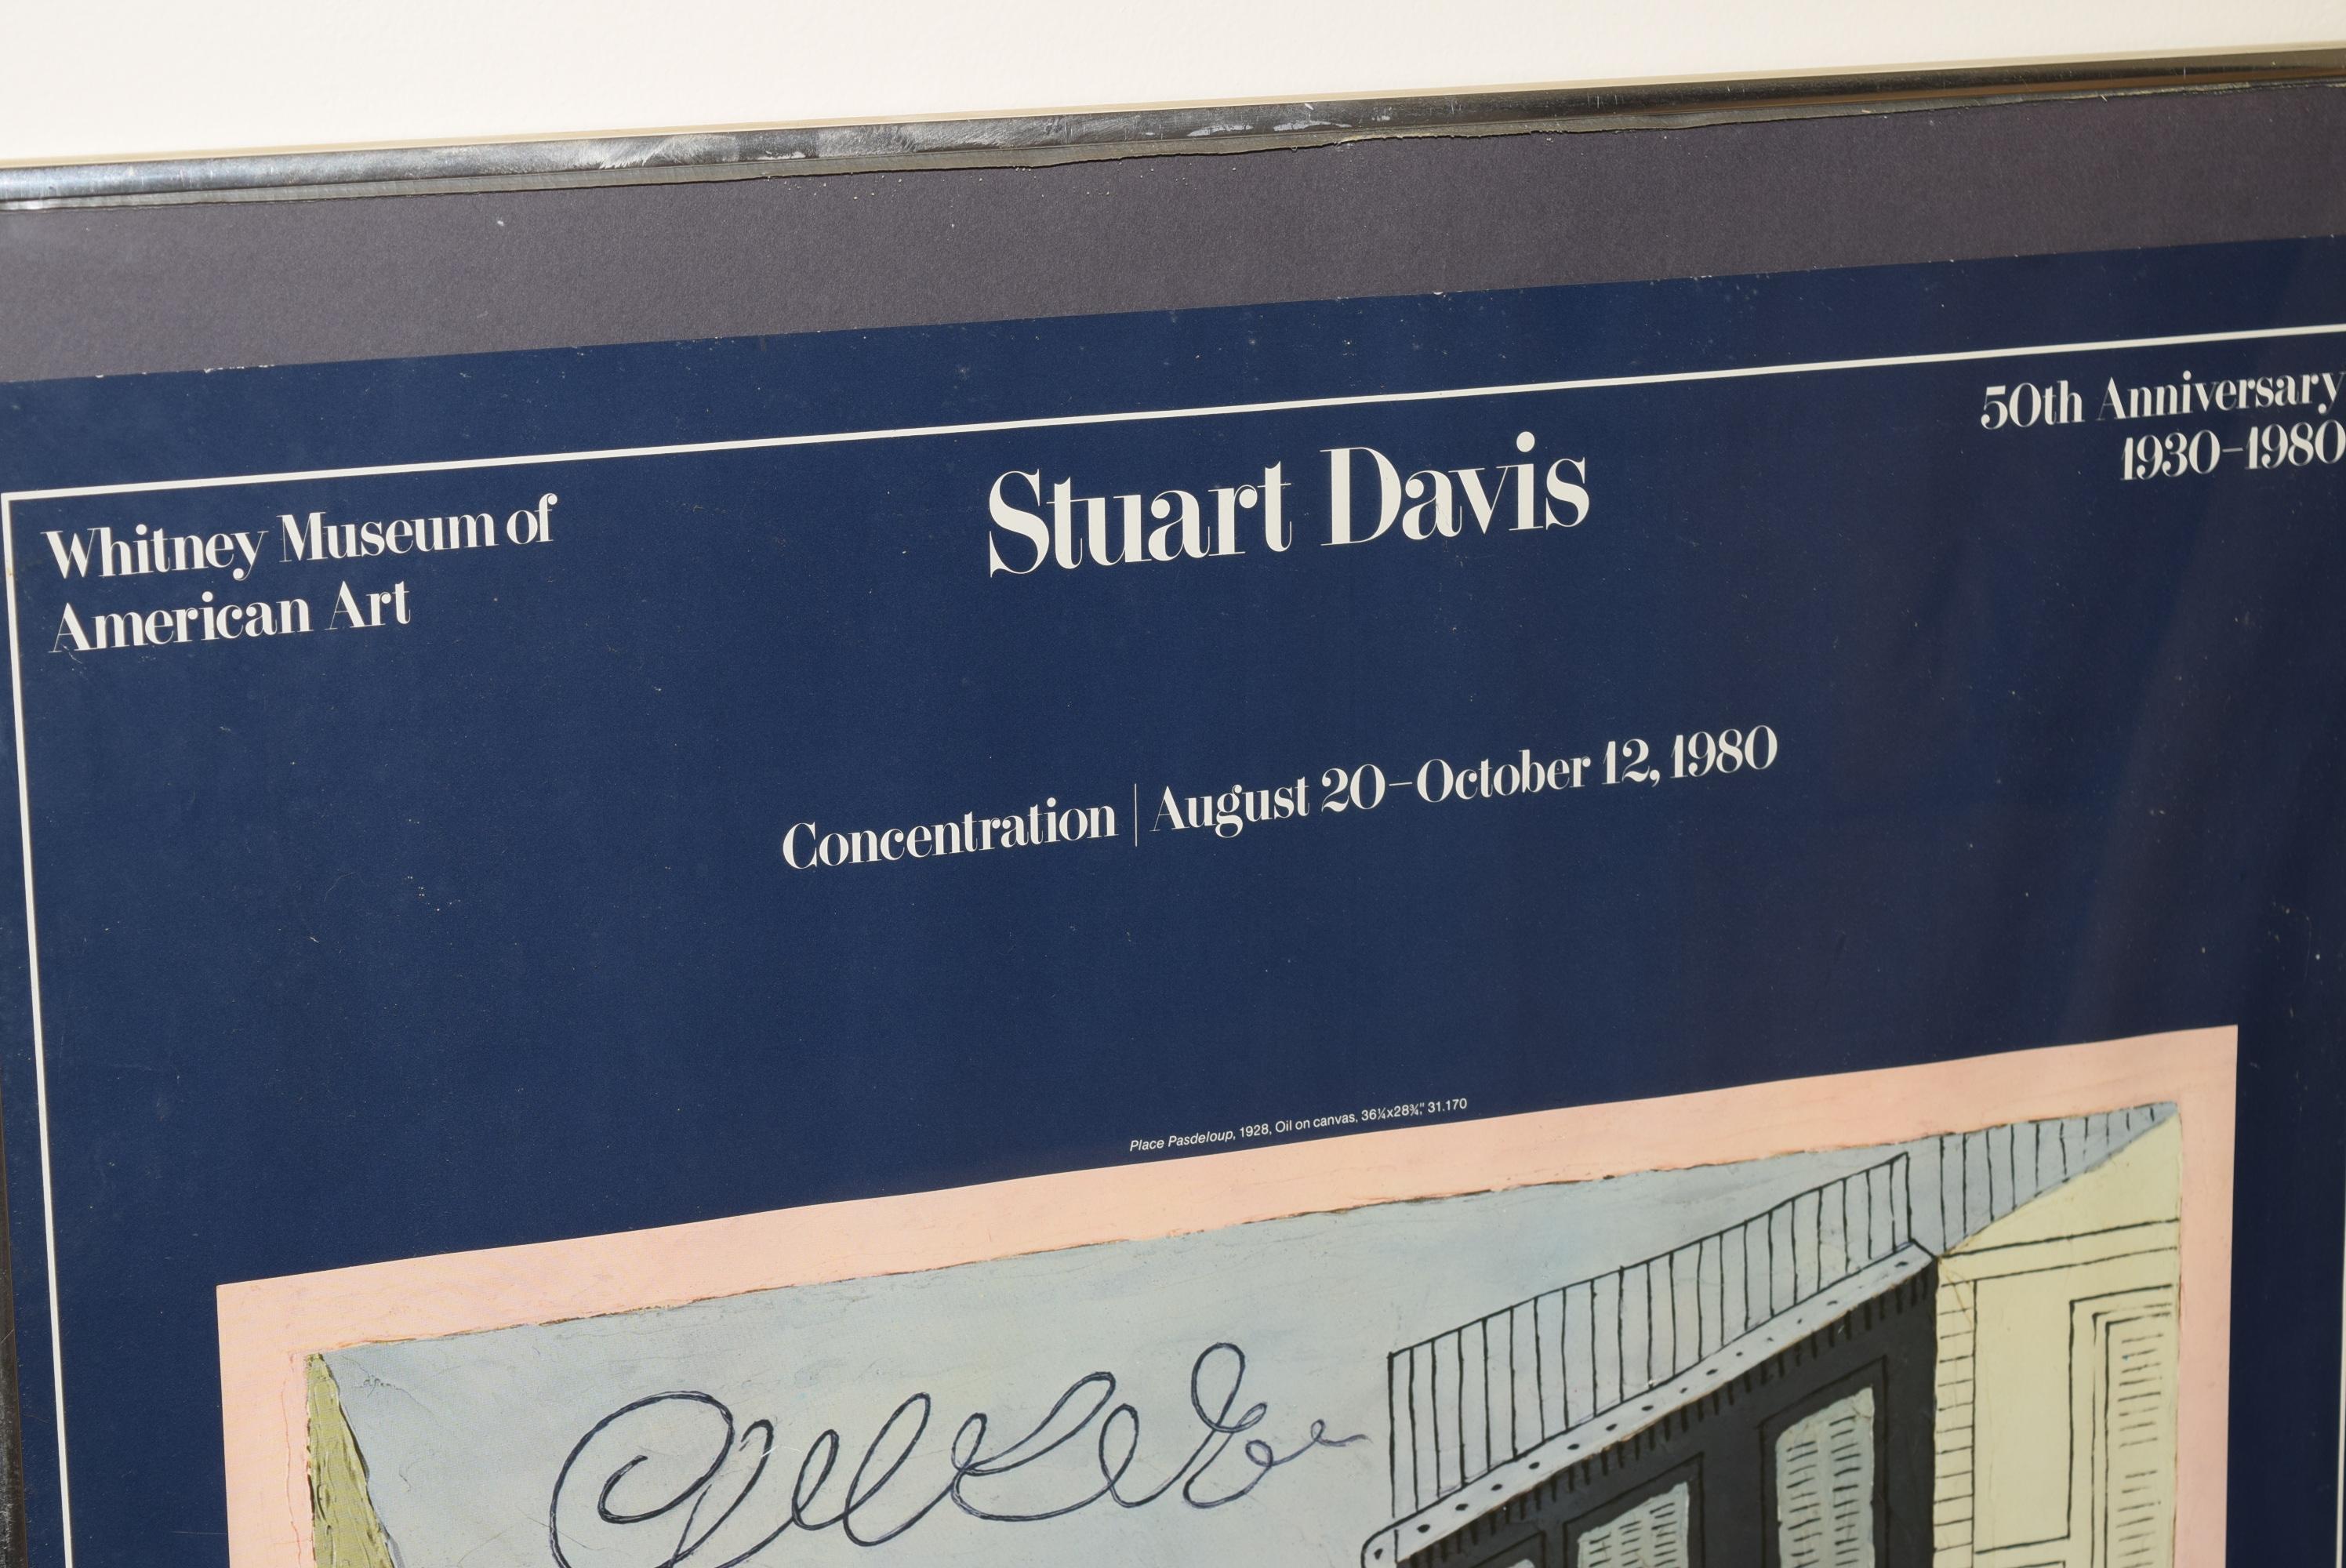 Whitney Museum of
American Art
Stuart Davis
50th Anniversary
1930–1980
Concentration | August 20–October 12, 1980
Place Pasdeloup, 1928, Oil on canvas, 36¼x28¾," 31.170